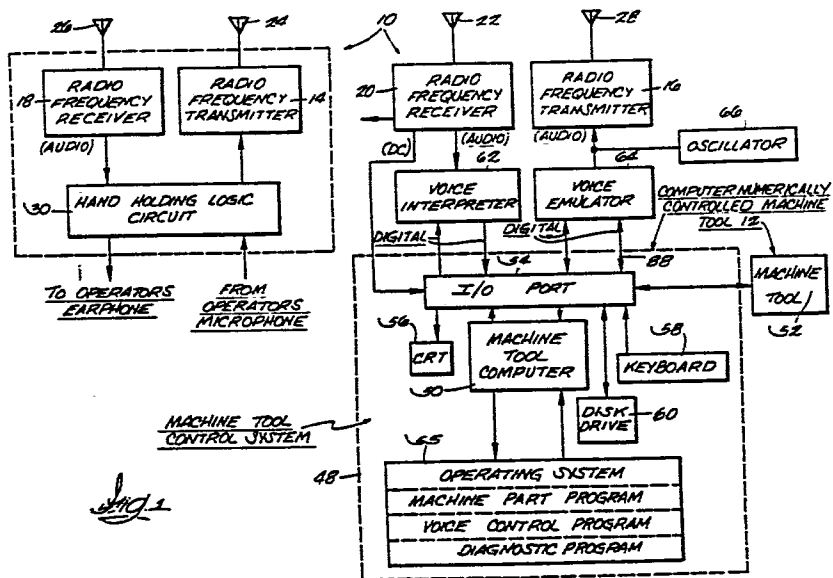 26
24
10
22
28
18
RADIO
FREQUENCY
RECEIVER
RADIO
FREQUENCY
TRANSMITTER
14
20
RADIO
FREQUENCY
RECEIVER
RADIO
FREQUENCY
TRANSMITTER
16
(AUDIO)
(DC)
(AUDIO)
(AUDIO)
66
OSCILLATOR
30
HAND HOLDING LOGIC
CIRCUIT
62
VOICE
INTERPRETER
64
VOICE
EMULATOR
COMPUTER NUMERICALLY
CONTROLLED MACHINE
TOOL 12
DIGITAL
DIGITAL
88
TO OPERATORS
EARPHONE
FROM
OPERATORS
MICROPHONE
54
I/O PORT
MACHINE
TOOL
52
56
CRT
MACHINE
TOOL
COMPUTER
50
58
KEYBOARD
DISK
DRIVE
60
MACHINE TOOL
CONTROL SYSTEM
48
55
OPERATING SYSTEM
MACHINE PART PROGRAM
VOICE CONTROL PROGRAM
DIAGNOSTIC PROGRAM
Fig 1